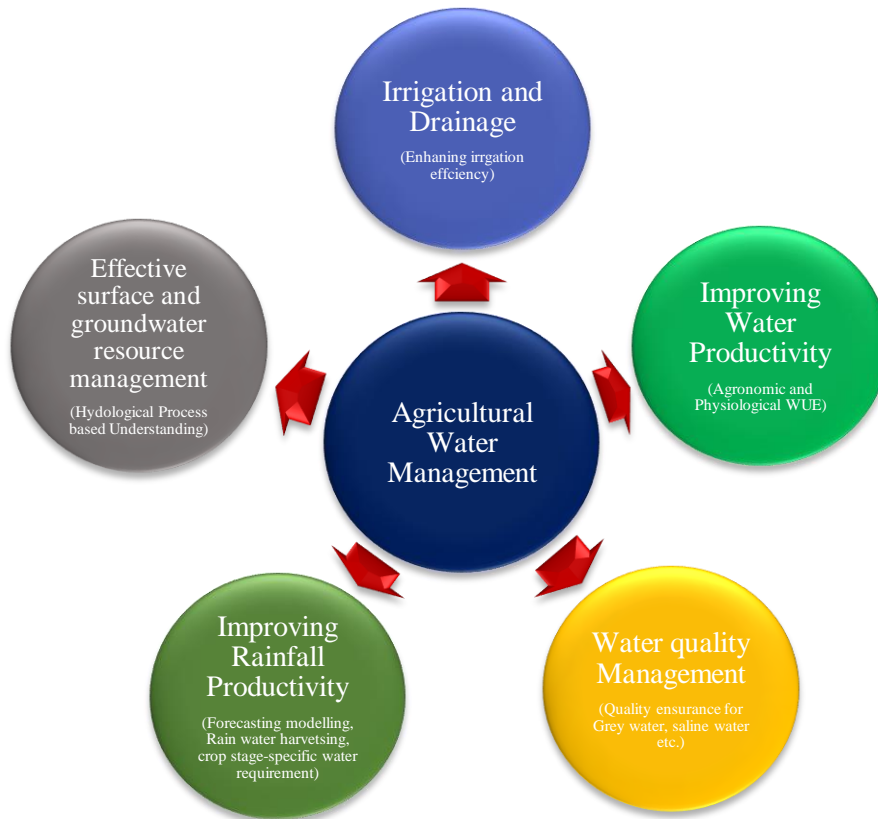 Irrigation and
Drainage
(Enhaning irrgation
effciency)
Effective
surface and
groundwater
resource
management
(Hydological Process
based Understanding)
Improving
Water
Productivity
(Agronomic and
Physiological WUE)
Agricultural
Water
Management
Improving
Rainfall
Productivity
(Forecasting modelling,
Rain water harvetsing,
crop stage-specific water
requirement)
Water quality
Management
(Quality ensurance for
Grey water, saline water
etc.)